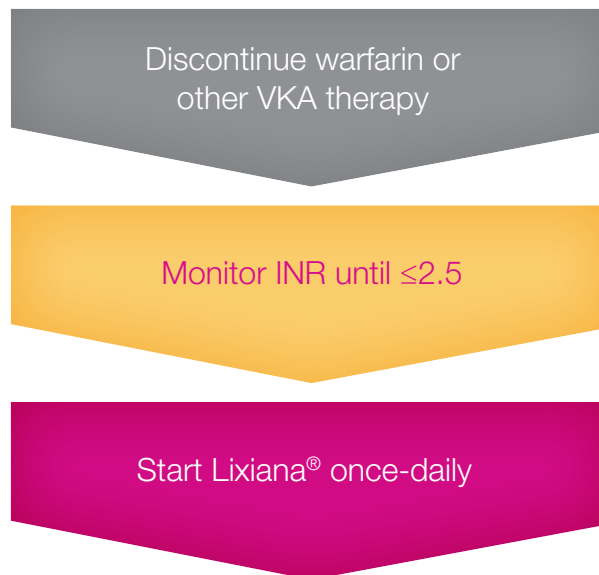 Discontinue warfarin or
other VKA therapy
Monitor INR until ≤2.5
Start Lixiana® once-daily